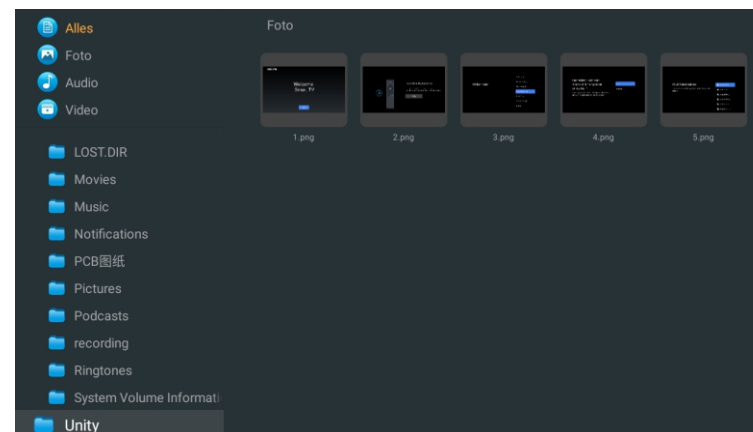 Alles
Foto
Audio
Video
LOST.DIR
Movies
Music
Notifications
PCB图纸
Pictures
Podcasts
recording
Ringtones
System Volume Informati
Unity
Foto
Welcome
1.png
2.png
3.png
4.png
5.png